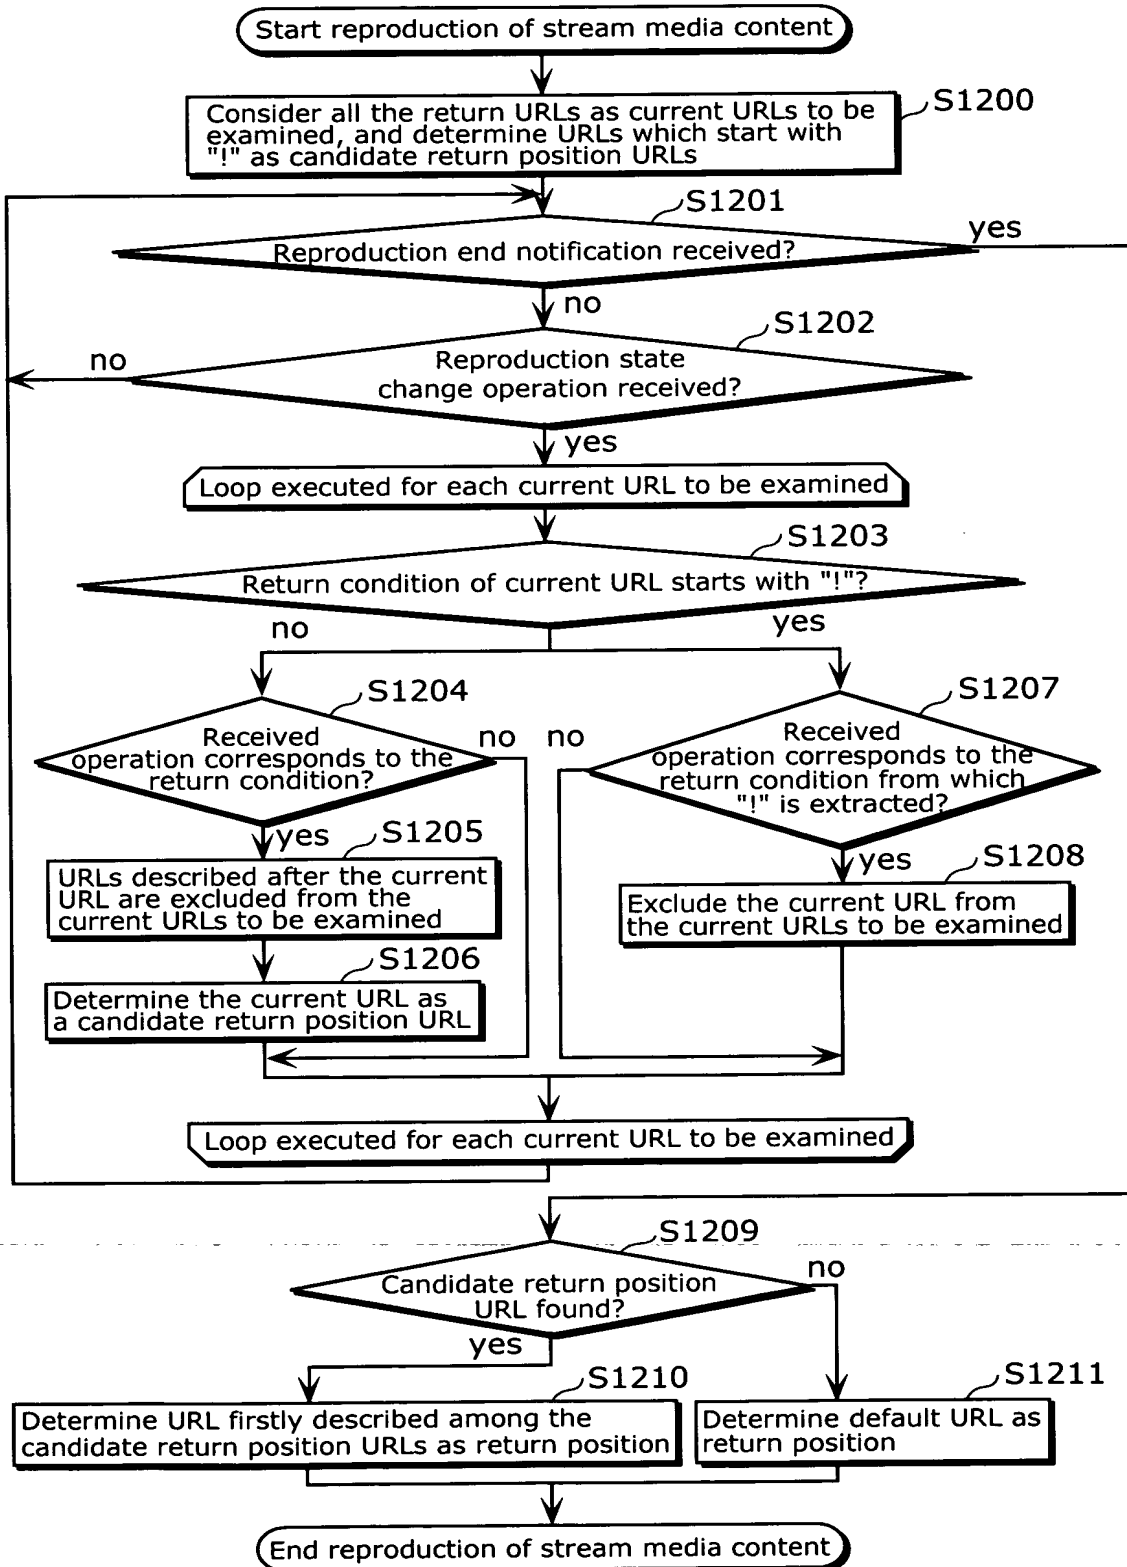 Start reproduction of stream media content
S1200
Consider all the return URLs as current URLs to be
examined, and determine URLs which start with
"!" as candidate return position URLs
S1201
Reproduction end notification received?
yes
no
S1202
Reproduction state
change operation received?
no
yes
Loop executed for each current URL to be examined
S1203
Return condition of current URL starts with "!"?
no
yes
S1204
Received
operation corresponds to the
return condition?
no
yes
S1207
Received
operation corresponds to the
return condition from which
"!" is extracted?
no
yes
S1205
URLs described after the current
URL are excluded from the
current URLs to be examined
S1208
Exclude the current URL from
the current URLs to be examined
S1206
Determine the current URL as
a candidate return position URL
Loop executed for each current URL to be examined
S1209
Candidate return position
URL found?
no
yes
S1210
Determine URL firstly described among the
candidate return position URLs as return position
S1211
Determine default URL as
return position
End reproduction of stream media content